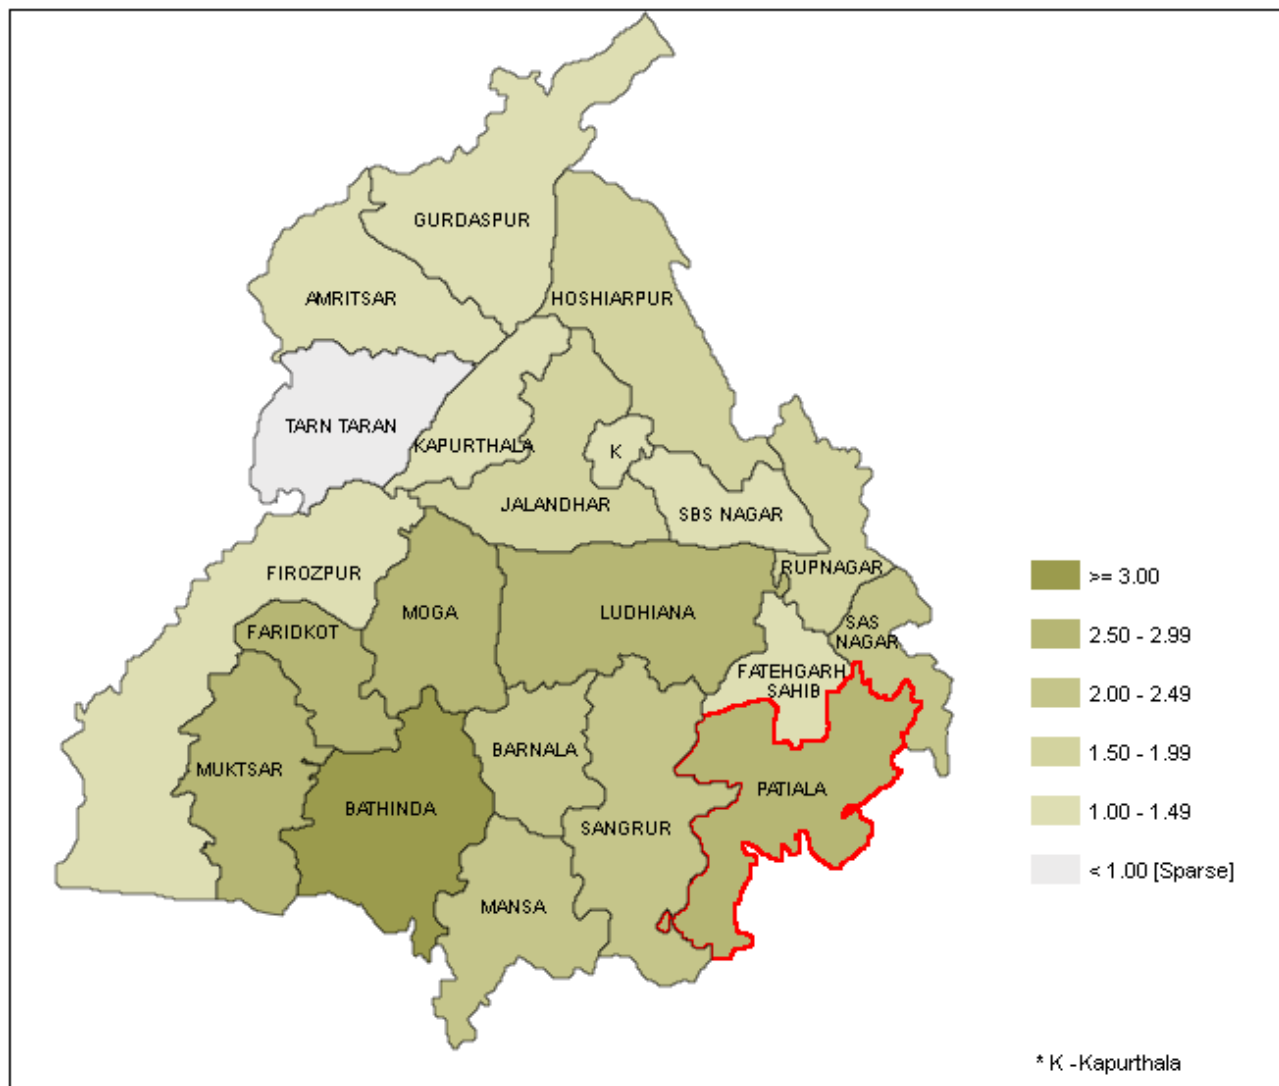 GURDASPUR
AMRITSAR
HOSHIARPUR
TARN TARAN
KAPURTHALA
K
JALANDHAR
SBS NAGAR
FIROZPUR
RUPNAGAR
MOGA
LUDHIANA
FARIDKOT
SAS
NAGAR
FATEHGARH
SAHIB
BARNALA
MUKTSAR
PATIALA
BATHINDA
SANGRUR
MANSA
>= 3.00
2.50 - 2.99
2.00 - 2.49
1.50 - 1.99
1.00 - 1.49
< 1.00 [Sparse]
* K -Kapurthala